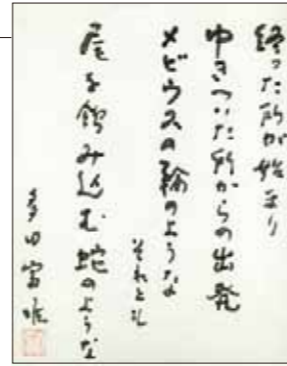 終った所が始まり
ゆきついた所からの出発
メビウスの輪のような
それとも
尾を飲み込む蛇のような
多田富雄